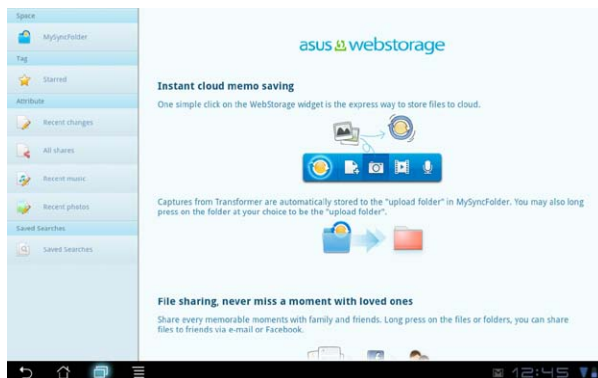 Space
MySyncFolder
Tag
Starred
Attribute
Recent changes
All shares
Recent music
Recent photos
Saved Searches
Saved Searches
asus webstorage
Instant cloud memo saving
One simple click on the WebStorage widget is the express way to store files to cloud.
Captures from Transformer are automatically stored to the "upload folder" in MySyncFolder. You may also long
press on the folder at your choice to be the "upload folder".
File sharing, never miss a moment with loved ones
Share every memorable moments with family and friends. Long press on the files or folders, you can share
files to friends via e-mail or Facebook.
12:45